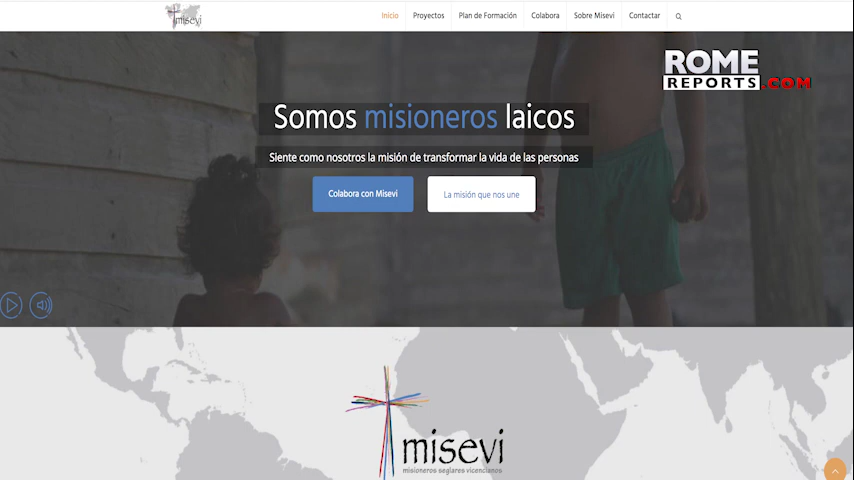 misevi
Inicio
Proyectos
Plan de Formación
Colabora
Sobre Misevi
Contactar
ROME
REPORTS.COM
Somos misioneros laicos
Siente como nosotros la misión de transformar la vida de las personas
Colabora con Misevi
La misión que nos une
misevi
misioneros seglares vicencianos